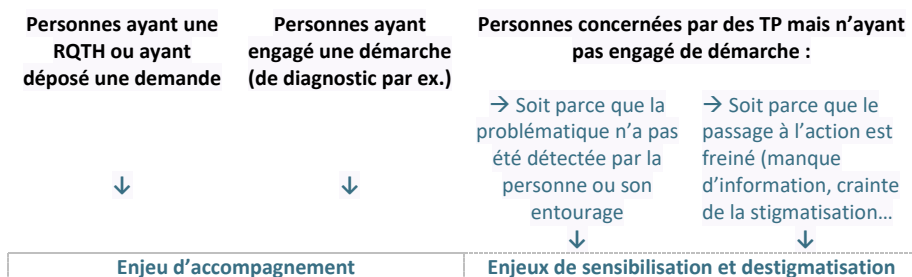 Personnes ayant une
RQTH ou ayant
déposé une demande
Personnes ayant
engagé une démarche
(de diagnostic par ex.)
Personnes concernées par des TP mais n’ayant
pas engagé de démarche :
→ Soit parce que la
problématique n’a pas
été détectée par la
personne ou son
entourage
→ Soit parce que le
passage à l’action est
freiné (manque
d’information, crainte
de la stigmatisation…
↓
↓
↓
↓
Enjeu d’accompagnement
Enjeux de sensibilisation et destigmatisation